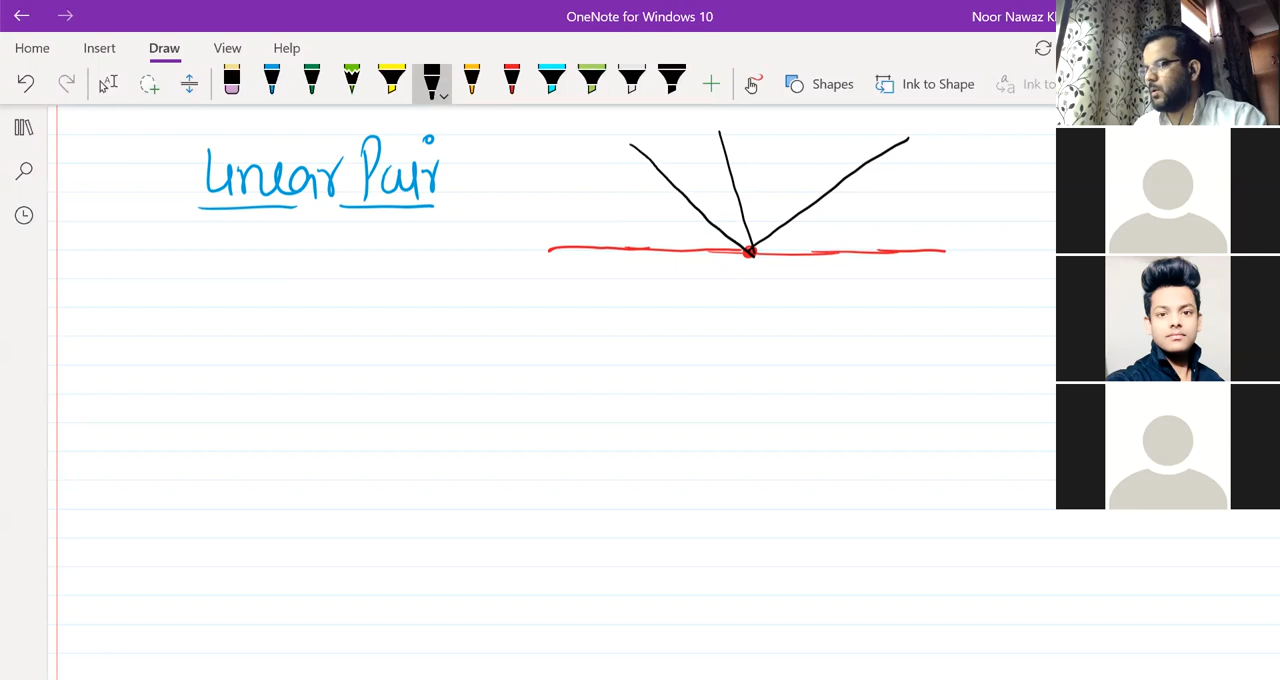 OneNote for Windows 10
Noor Nawaz
Home Insert Draw View Help
Shapes Ink to Shape Ink to
Linear Pair